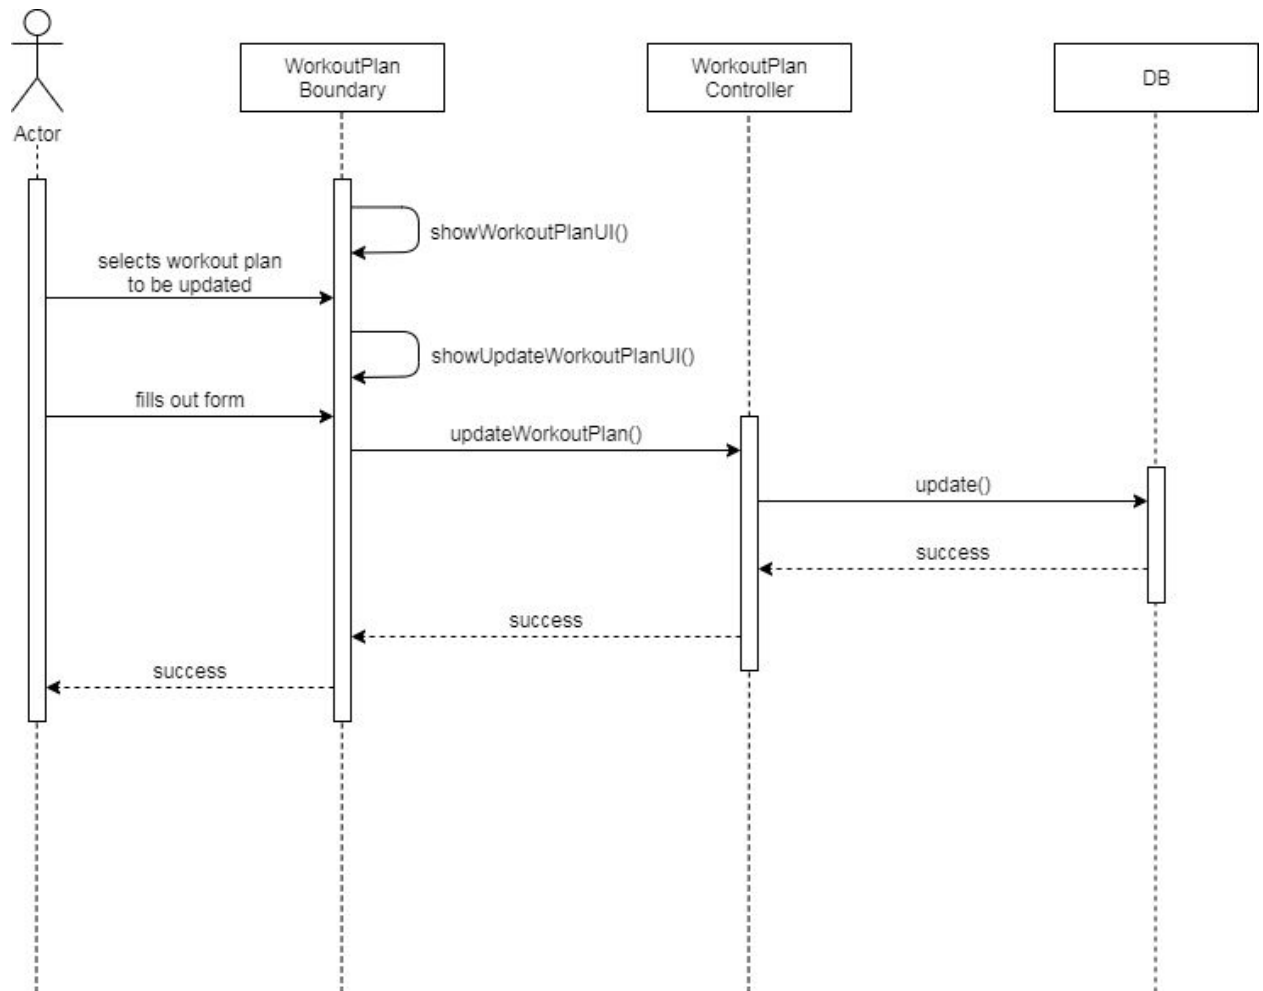 WorkoutPlan
Boundary
WorkoutPlan
Controller
DB
Actor
showWorkoutPlanUI()
selects workout plan
to be updated
showUpdateWorkoutPlanUI()
fills out form
updateWorkoutPlan()
update()
success
success
success